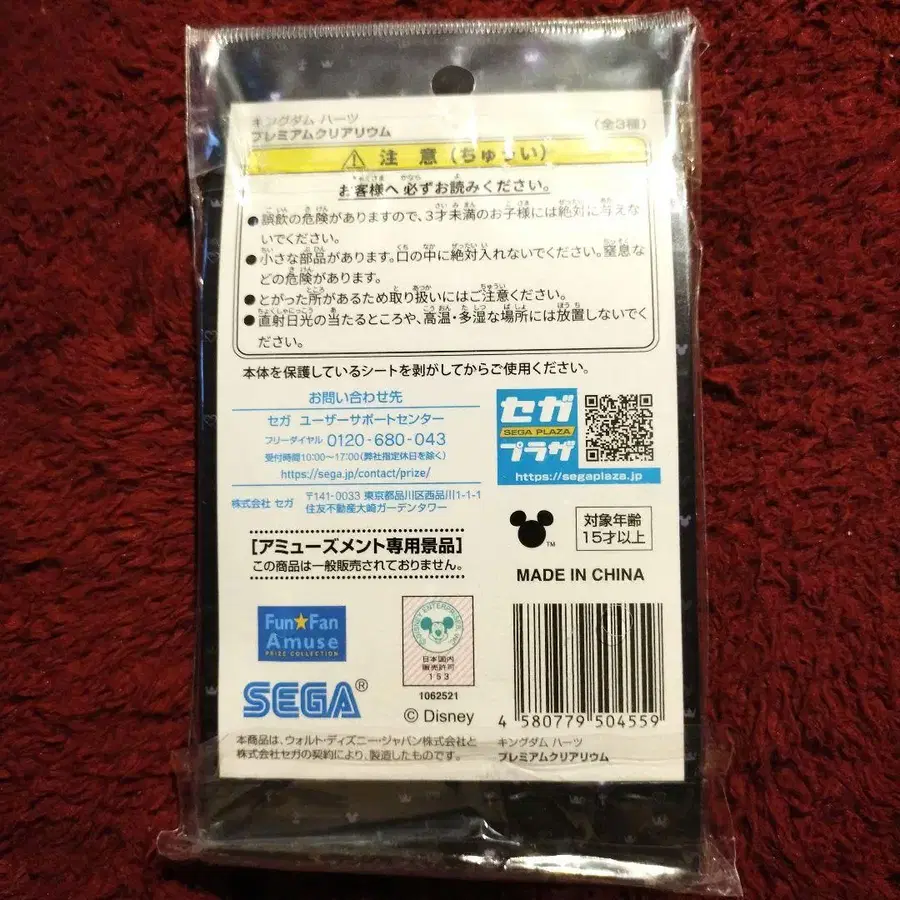 キングダム ハーツ
プレミアムクリアリウム
（全3種）
注 意（ちゅうい）
お客様へ 必ずお読みください。
●誤飲の危険がありますので、3才未満のお子様には絶対に与えな
いでください。
●小さな部品があります。口の中に絶対入れないでください。窒息な
どの危険があります。
●とがった所があるため取り扱いにはご注意ください。
●直射日光の当たるところや、高温・多湿な場所には放置しないでく
ださい。
本体を保護しているシートを剥がしてからご使用ください。
お問い合わせ先
セガ ユーザーサポートセンター
フリーダイヤル 0120-680-043
受付時間10:00〜17:00(弊社指定休日を除く)
https://sega.jp/contact/prize/
株式会社 セガ 〒141-0033 東京都品川区西品川1-1-1
住友不動産大崎ガーデンタワー
セガ
SEGA PLAZA
プラザ
https://segaplaza.jp
TM
対象年齢
15才以上
[アミューズメント専用景品]
この商品は一般販売されておりません。
MADE IN CHINA
Fun★Fan
Amuse
PRIZE COLLECTION
SEGA®
DISNEY ENTERPRISES, INC.
日本国内
販売許可
153
1062521
© Disney
4 580779 504559
本商品は、ウォルト・ディズニー・ジャパン株式会社と
株式会社セガの契約により、製造したものです。
キングダム ハーツ
プレミアムクリアリウム